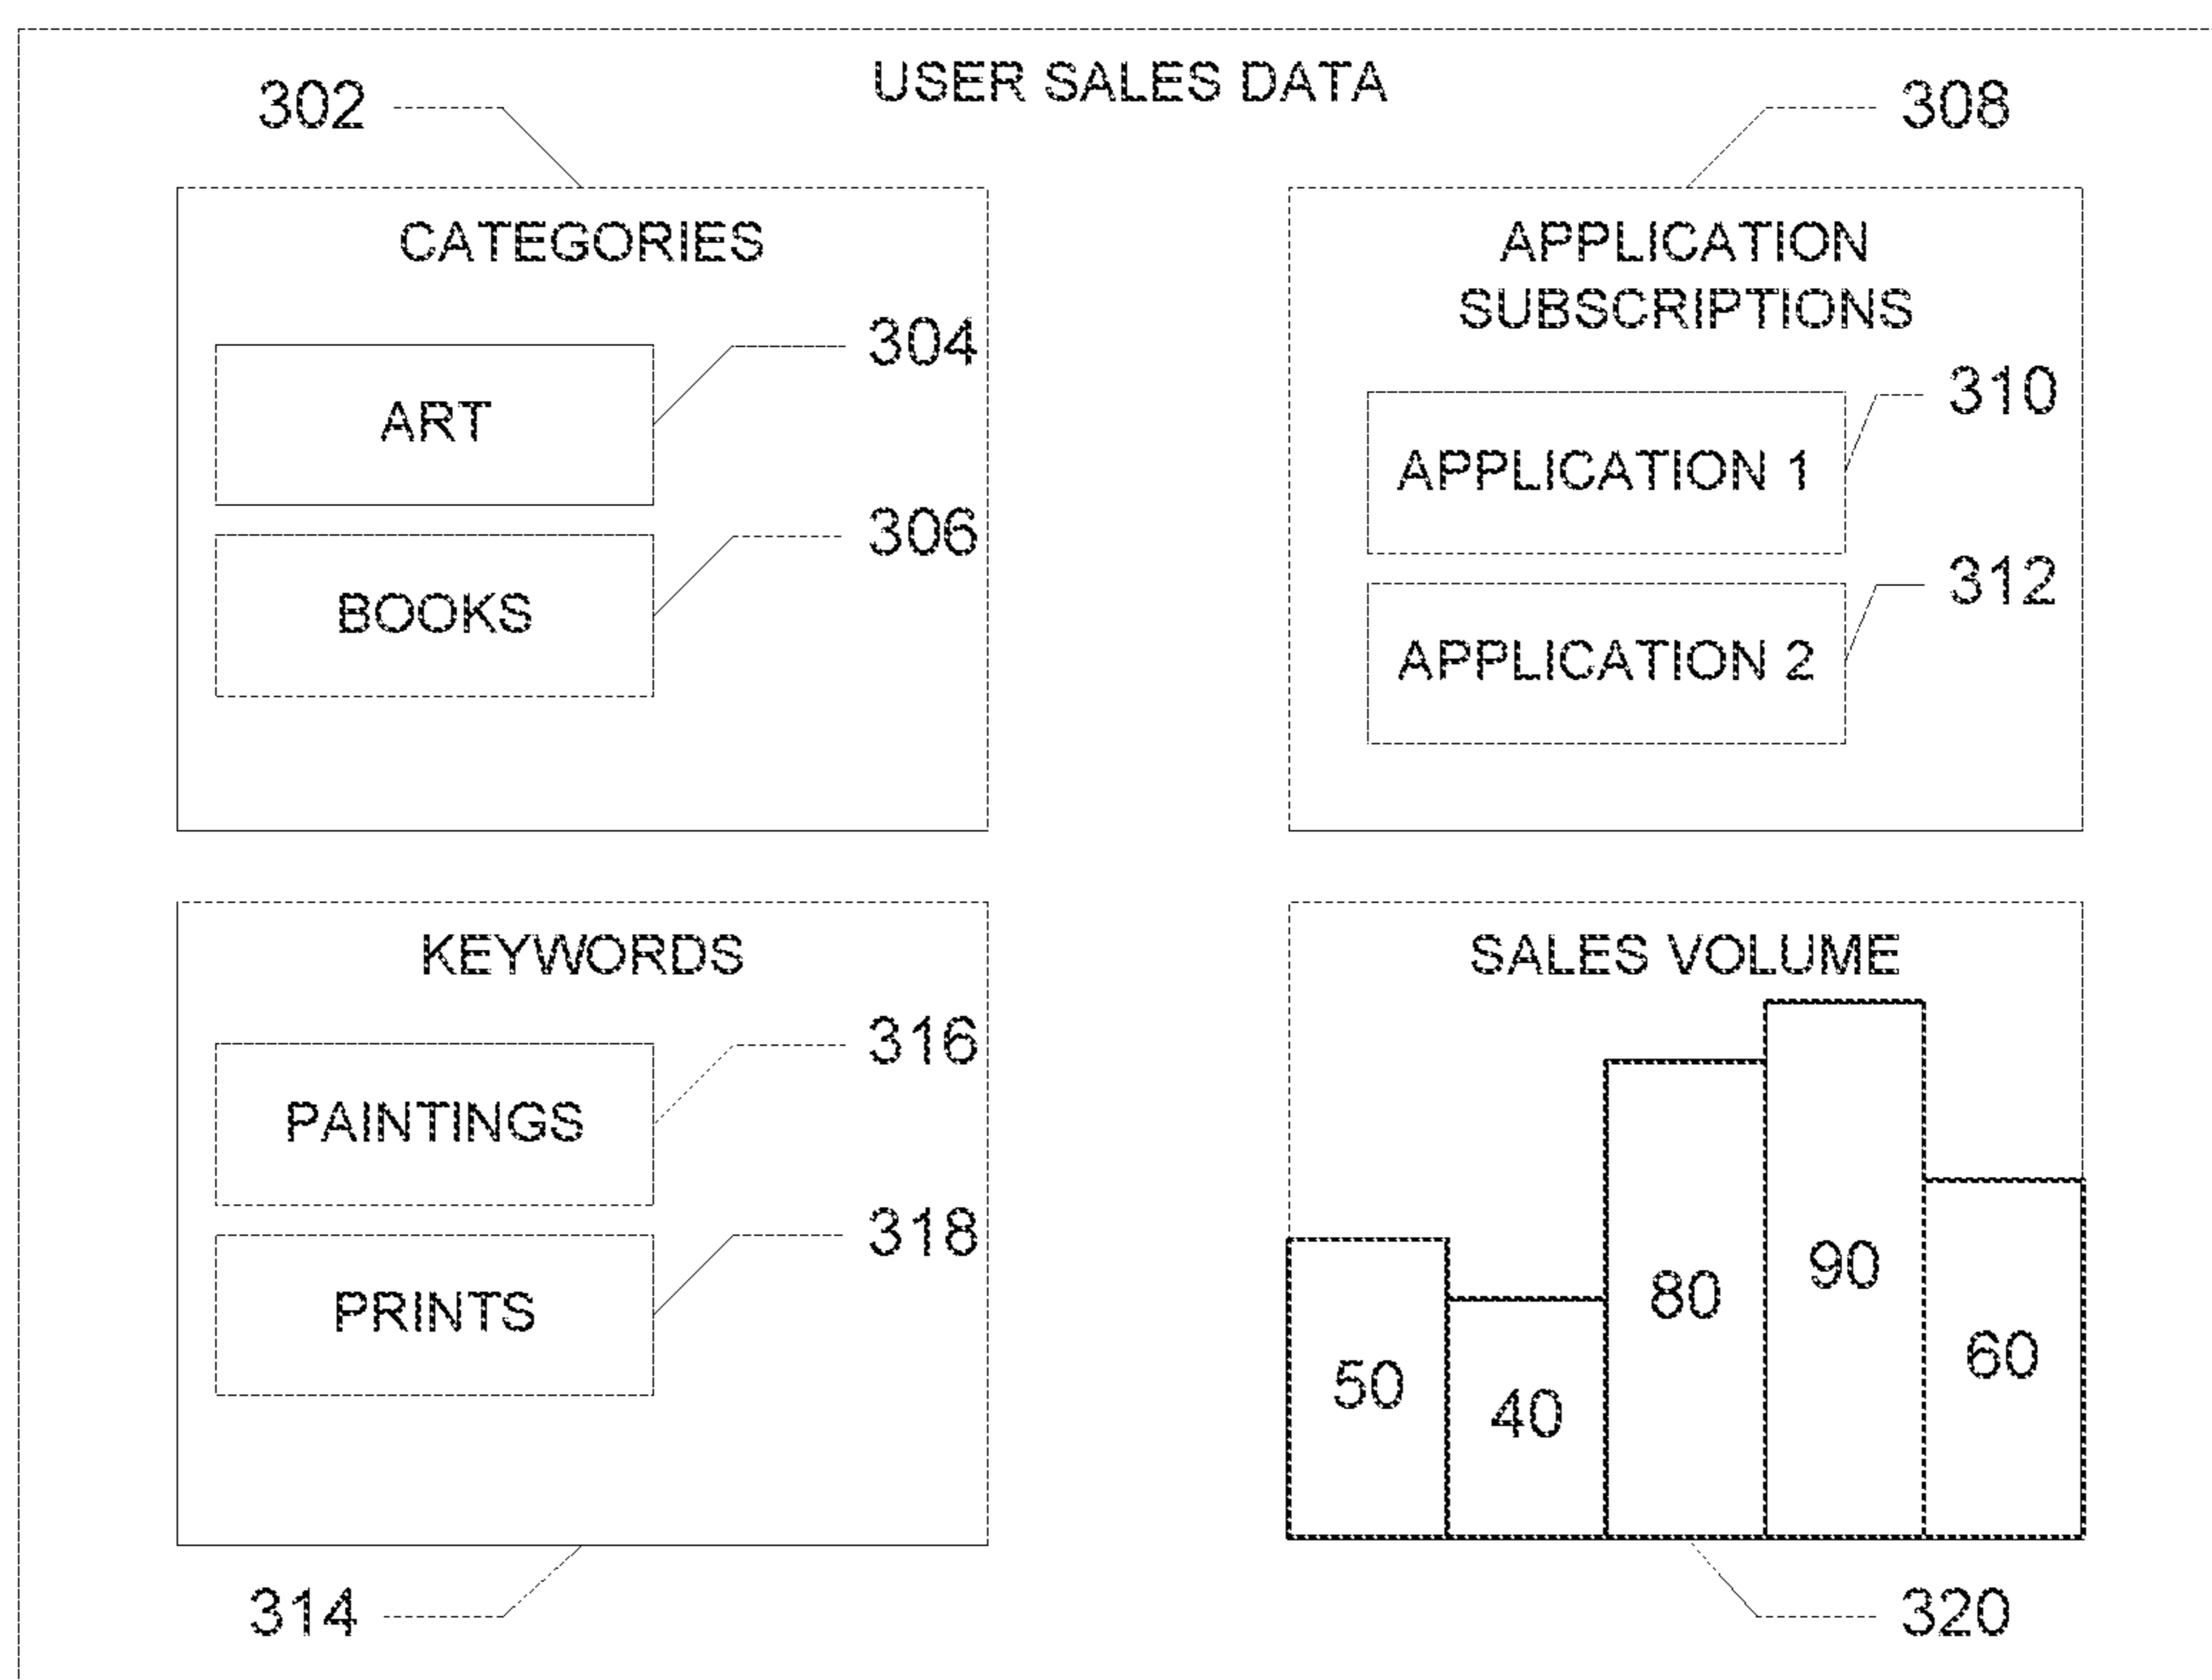 USER SALES DATA
302
CATEGORIES
304
ART
306
BOOKS
308
APPLICATION
SUBSCRIPTIONS
310
APPLICATION 1
312
APPLICATION 2
KEYWORDS
316
PAINTINGS
318
PRINTS
314
SALES VOLUME
50
40
80
90
60
320